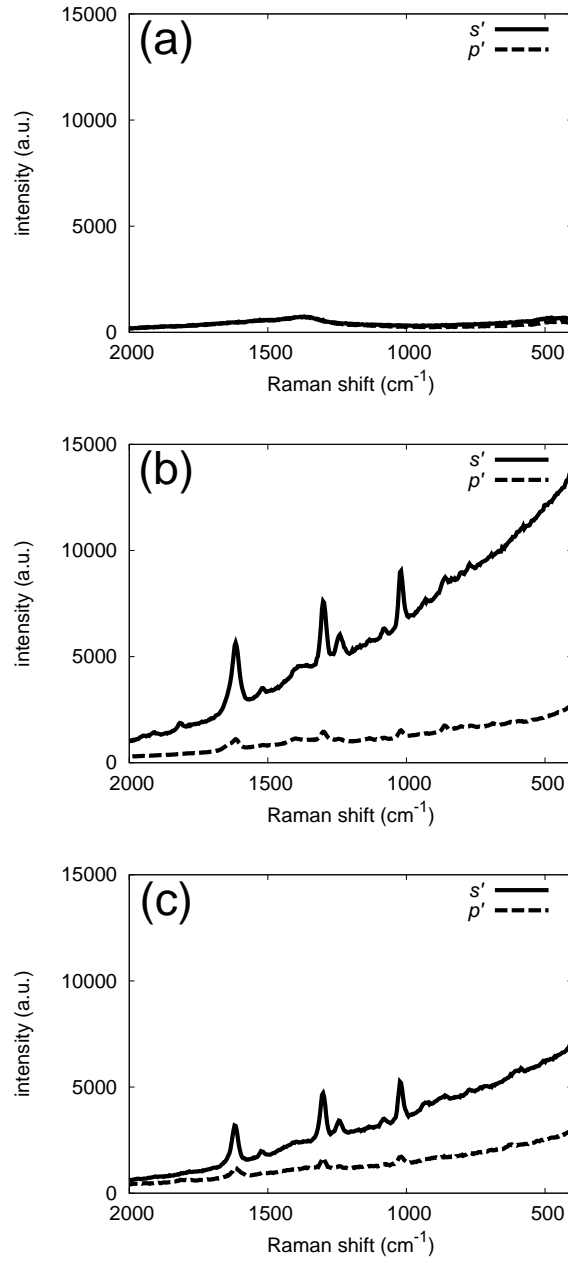 (a)
s'
p'
15000
10000
5000
0
intensity (a.u.)
2000 1500 1000 500
Raman shift (cm-1)
(b)
s'
p'
15000
10000
5000
0
intensity (a.u.)
2000 1500 1000 500
Raman shift (cm-1)
(c)
s'
p'
15000
10000
5000
0
intensity (a.u.)
2000 1500 1000 500
Raman shift (cm-1)